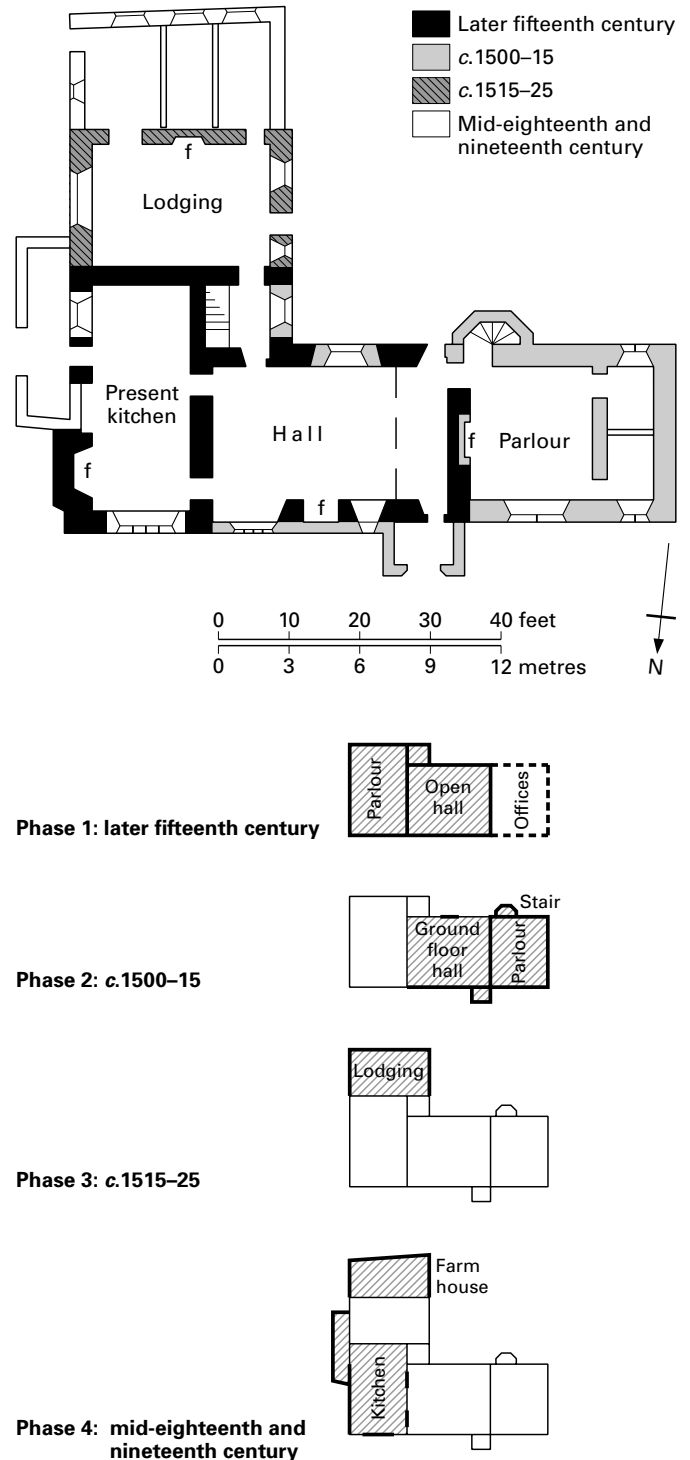 Later fifteenth century
c.1500–15
c.1515–25
Mid-eighteenth and
nineteenth century
f
Lodging
Present
kitchen
Hall
f
Parlour
f
f
0 10 20 30 40 feet
0 3 6 9 12 metres
N
Phase 1: later fifteenth century
Parlour
Open
hall
Offices
Phase 2: c.1500–15
Stair
Ground
floor
hall
Parlour
Phase 3: c.1515–25
Lodging
Phase 4: mid-eighteenth and
nineteenth century
Farm
house
Kitchen